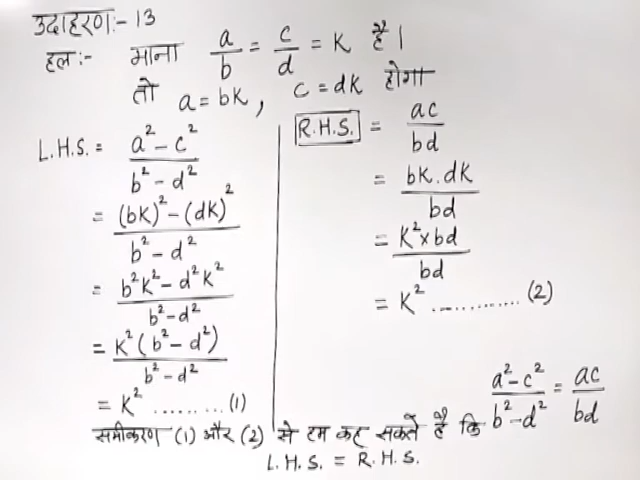 उदाहरण:- 13
हल:- माना a/b = c/d = K है।
तो a = bK, c = dK होगा
L.H.S. = (a² - c²)/(b² - d²)
= ((bK)² - (dK)²)/(b² - d²)
= (b²K² - d²K²)/(b² - d²)
= K²(b² - d²)/(b² - d²)
= K² ......... (1)
R.H.S. = ac/bd
= bK.dK/bd
= K²×bd/bd
= K² ............ (2)
समीकरण (1) और (2) से हम कह सकते है कि (a² - c²)/(b² - d²) = ac/bd
L.H.S. = R.H.S.